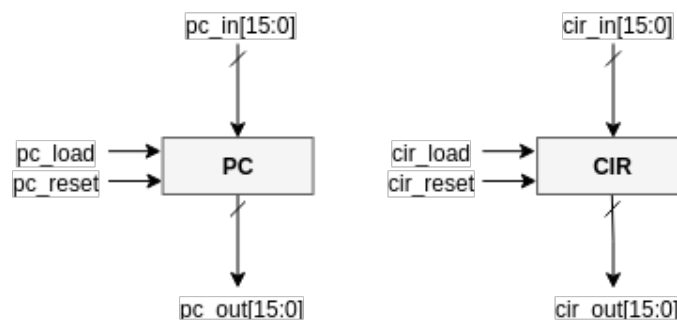 pc_in[15:0]
cir_in[15:0]
pc_load
pc_reset
PC
cir_load
cir_reset
CIR
pc_out[15:0]
cir_out[15:0]